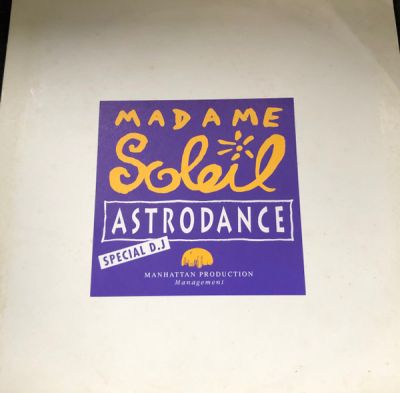 MADAME
Soleil
ASTRODANCE
SPECIAL D.J
MANHATTAN PRODUCTION
Management